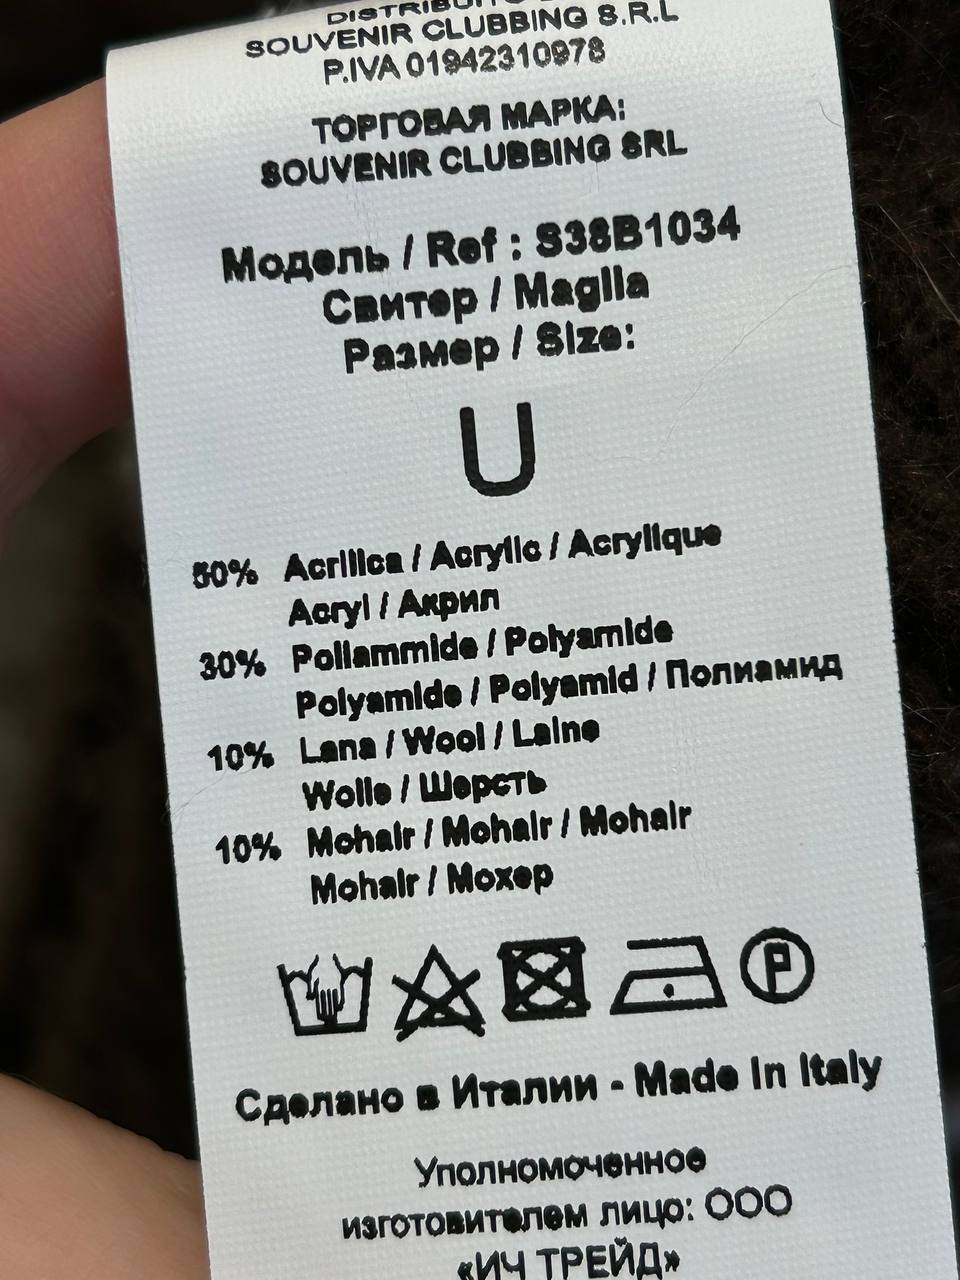 DISTRIBUITO
SOUVENIR CLUBBING S.R.L
P.IVA 01942310978
ТОРГОВАЯ МАРКА:
SOUVENIR CLUBBING SRL
Модель / Ref : S38B1034
Свитер / Maglia
Размер / Size:
U
50% Acrilica / Acrylic / Acrylique
Acryl / Акрил
30% Poliammide / Polyamide
Polyamide / Polyamid / Полиамид
10% Lana / Wool / Laine
Wolle / Шерсть
10% Mohair / Mohair / Mohair
Mohair / Мохер
P
Сделано в Италии - Made In Italy
Уполномоченное
изготовителем лицо: ООО
«ИЧ ТРЕЙД»